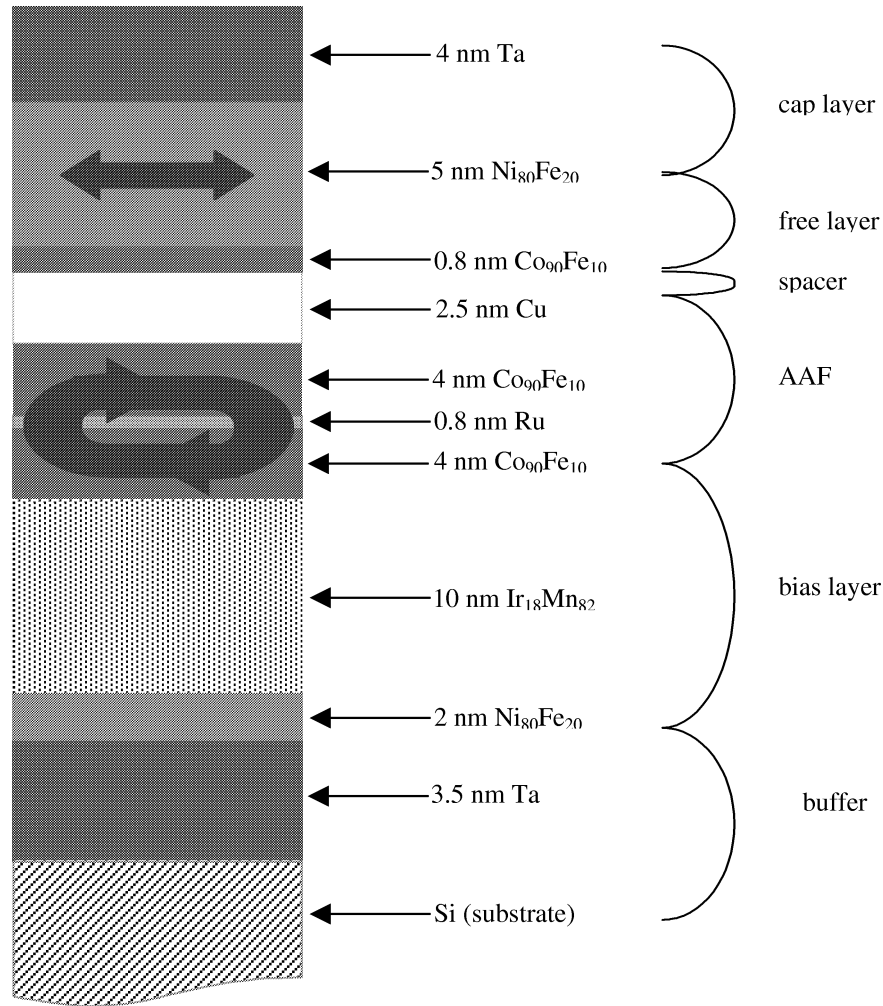 4 nm Ta
cap layer
5 nm Ni₈₀Fe₂₀
free layer
0.8 nm Co₉₀Fe₁₀
spacer
2.5 nm Cu
4 nm Co₉₀Fe₁₀
AAF
0.8 nm Ru
4 nm Co₉₀Fe₁₀
bias layer
10 nm Ir₁₈Mn₈₂
2 nm Ni₈₀Fe₂₀
3.5 nm Ta
buffer
Si (substrate)